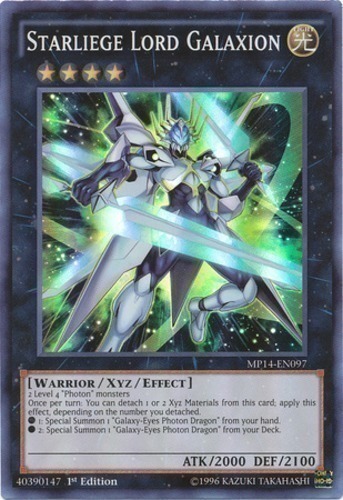 STARLIEGE LORD GALAXION
LIGHT
光
MP14-EN097
[WARRIOR/XYZ/EFFECT]
2 Level 4 "Photon" monsters
Once per turn: You can detach 1 or 2 Xyz Materials from this card; apply this
effect, depending on the number you detached.
● 1: Special Summon 1 "Galaxy-Eyes Photon Dragon" from your hand.
● 2: Special Summon 1 "Galaxy-Eyes Photon Dragon" from your Deck.
ATK/2000 DEF/2100
40390147 1st Edition ©1996 KAZUKI TAKAHASHI